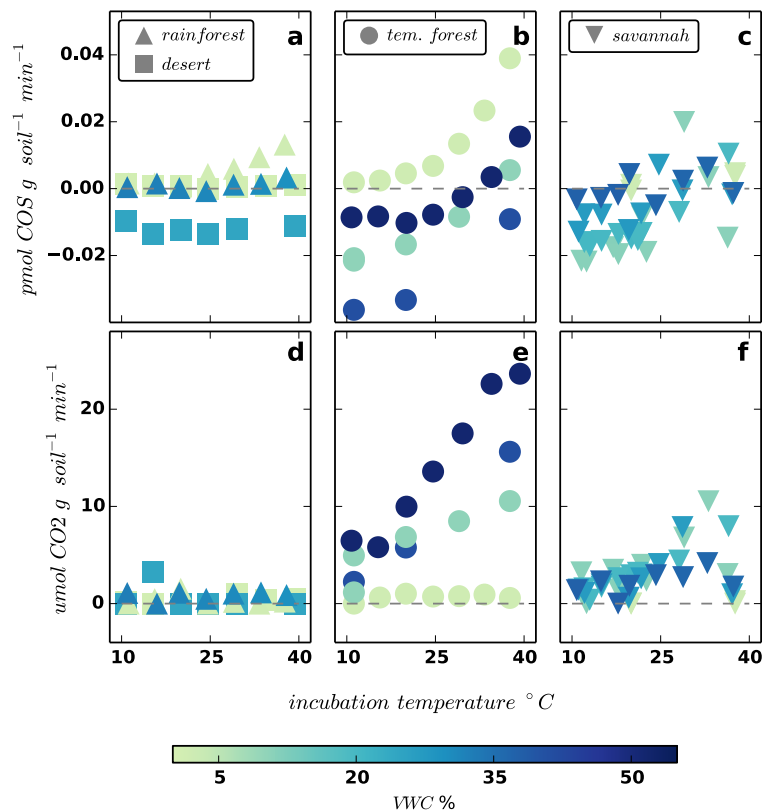 a
rainforest
desert
b
tem. forest
c
savannah
0.04
0.02
0.00
−0.02
pmol COS g soil⁻¹ min⁻¹
d
e
f
20
10
0
umol CO2 g soil⁻¹ min⁻¹
10 25 40 10 25 40 10 25 40
incubation temperature °C
5 20 35 50
VWC %